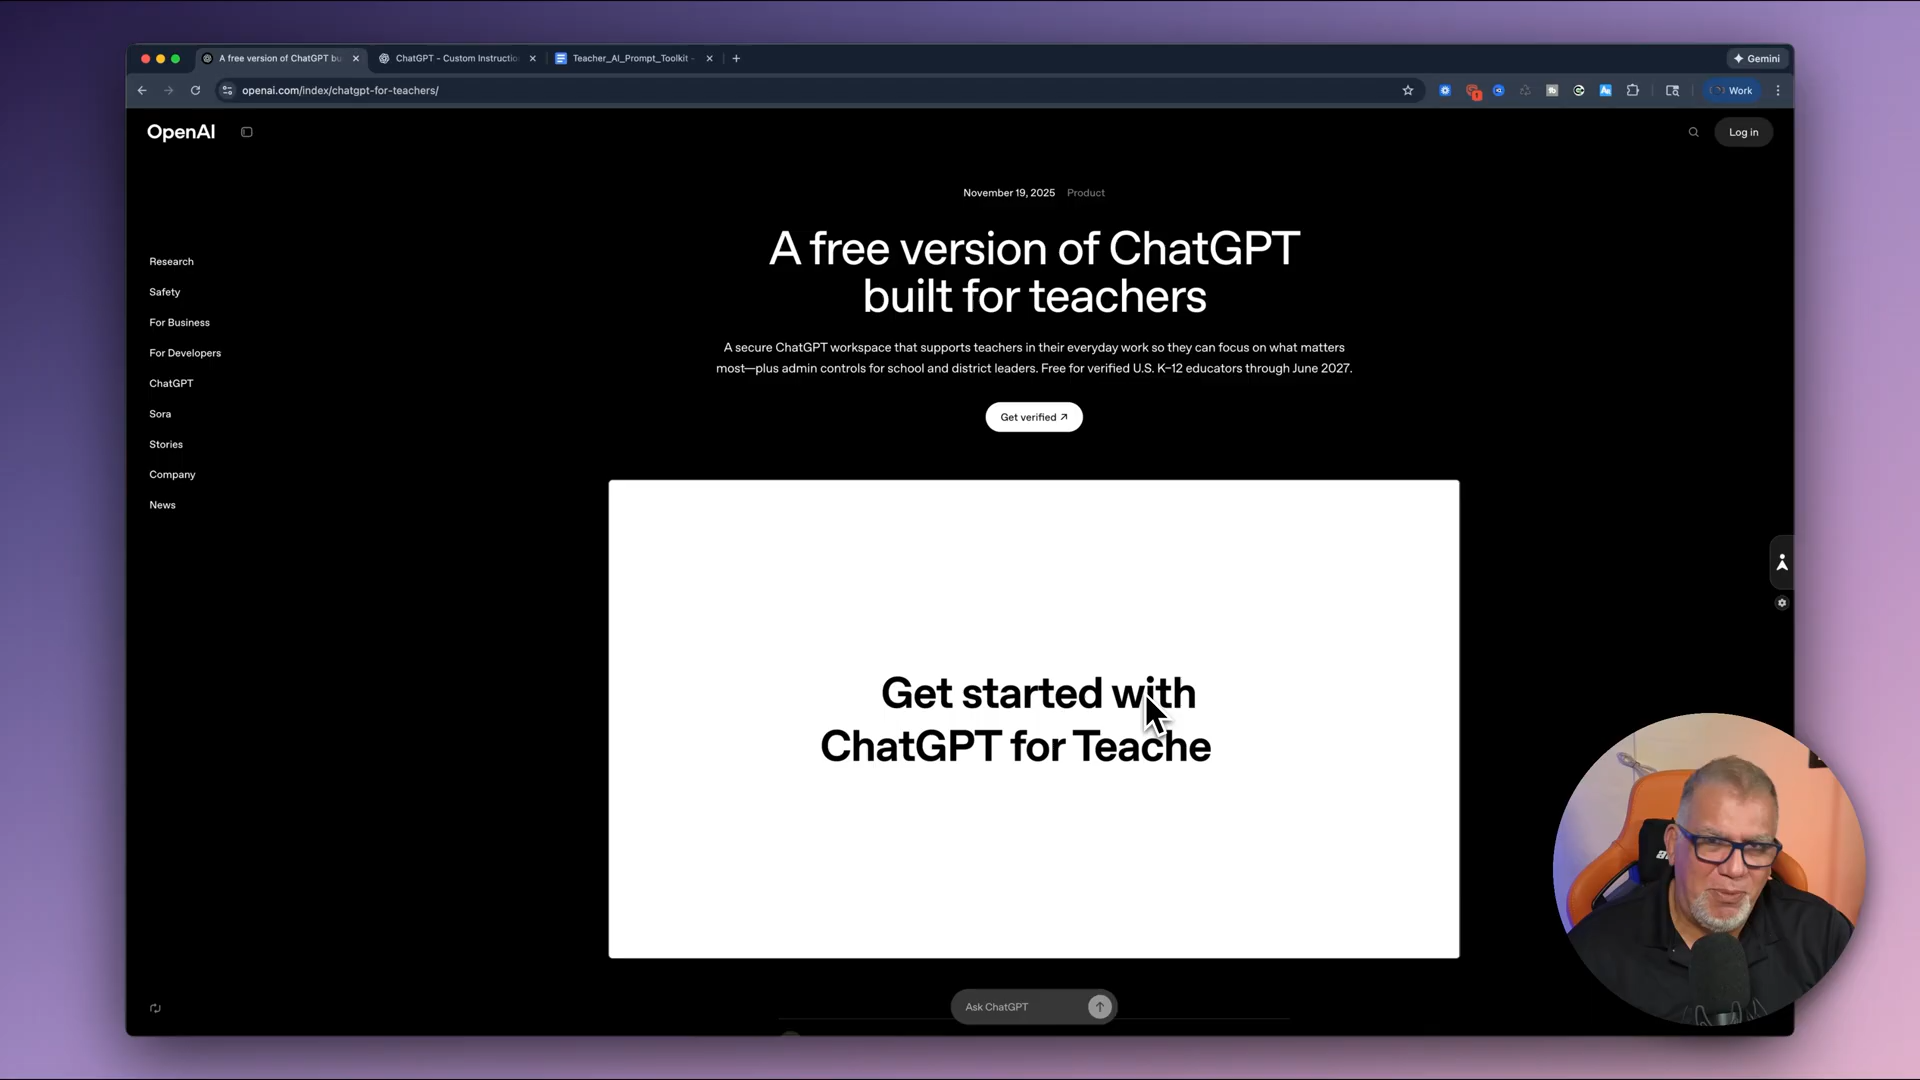 A free version of ChatGPT bu
ChatGPT - Custom Instructio
Teacher_AI_Prompt_Toolkit -
Gemini
openai.com/index/chatgpt-for-teachers/
Work
OpenAI
Log in
November 19, 2025 Product
A free version of ChatGPT
built for teachers
A secure ChatGPT workspace that supports teachers in their everyday work so they can focus on what matters
most—plus admin controls for school and district leaders. Free for verified U.S. K–12 educators through June 2027.
Get verified ↗
Research
Safety
For Business
For Developers
ChatGPT
Sora
Stories
Company
News
Get started with
ChatGPT for Teache
Ask ChatGPT